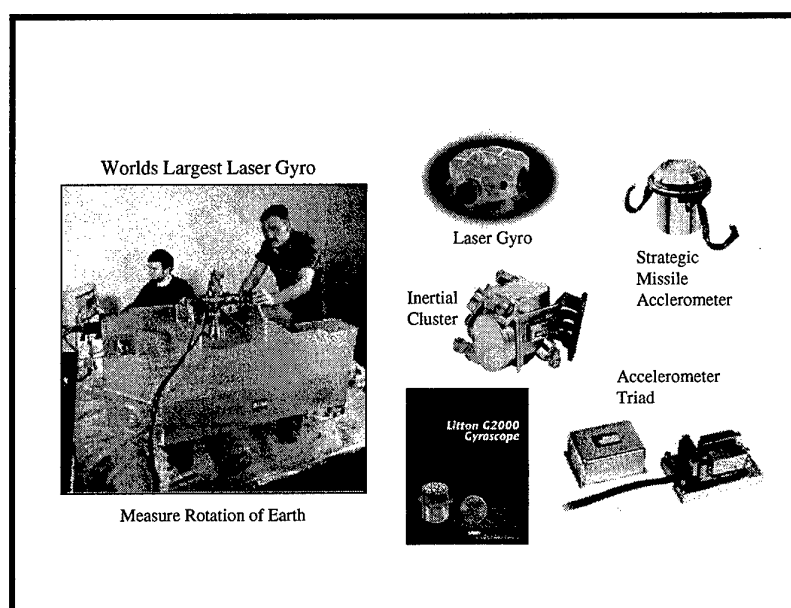 Worlds Largest Laser Gyro
Measure Rotation of Earth
Laser Gyro
Strategic
Missile
Acclerometer
Inertial
Cluster
Accelerometer
Triad
Litton G2000
Gyroscope